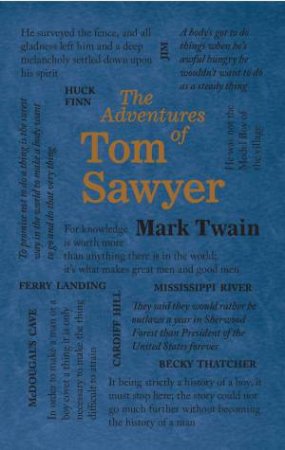 He surveyed the fence, and all
gladness left him and a deep
melancholy settled down upon
his spirit
JIM
A body's got to do
things when he's
awful hungry he
wouldn't want to do
as a steady thing
HUCK
FINN
The
Adventures
of
Tom
Sawyer
He was not the
Model Boy of
the village
To promise not to do a thing is the surest
way in the world to make a body want
to go and do that very thing
For knowledge
is worth more
than anything there is in the world;
it's what makes great men and good men
Mark Twain
FERRY LANDING
MISSISSIPPI RIVER
They said they would rather be
outlaws a year in Sherwood
Forest than President of the
United States forever
McDOUGAL'S CAVE
In order to make a man or a
boy covet a thing, it is only
necessary to make the thing
difficult to attain
CARDIFF HILL
BECKY THATCHER
It being strictly a history of a boy, it
must stop here; the story could not
go much further without becoming
the history of a man